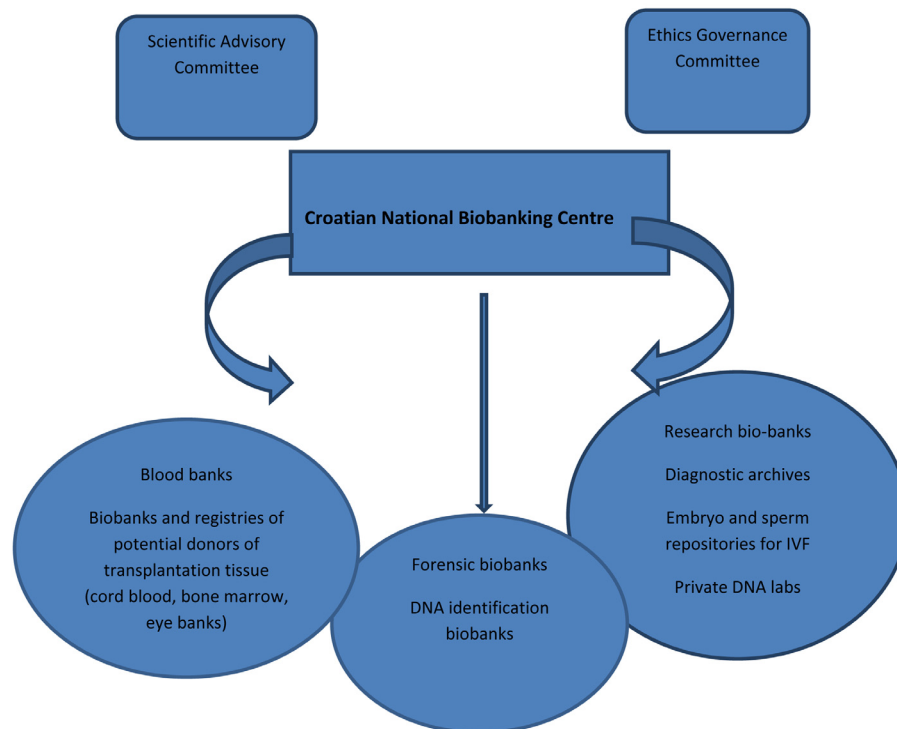 Scientific Advisory
Committee
Ethics Governance
Committee
Croatian National Biobanking Centre
Blood banks
Biobanks and registries of
potential donors of
transplantation tissue
(cord blood, bone marrow,
eye banks)
Forensic biobanks
DNA identification
biobanks
Research bio-banks
Diagnostic archives
Embryo and sperm
repositories for IVF
Private DNA labs